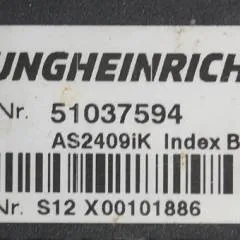 UNGHEINRICH
Nr. 51037594
AS2409iK Index B
Nr. S12 X00101886